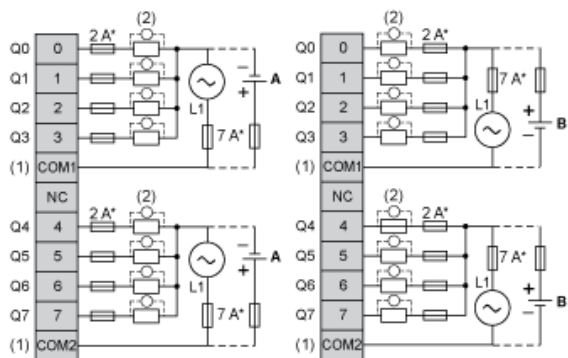 (2)
Q0 0 2 A*
Q1 1
Q2 2
Q3 3
(1) COM1
L1
7 A*
−
+
A
NC
(2)
Q4 4 2 A*
Q5 5
Q6 6
Q7 7
(1) COM2
L1
7 A*
−
+
A
(2)
Q0 0 2 A*
Q1 1
Q2 2
Q3 3
(1) COM1
7 A*
L1
+
−
B
NC
(2)
Q4 4 2 A*
Q5 5
Q6 6
Q7 7
(1) COM2
7 A*
L1
+
−
B